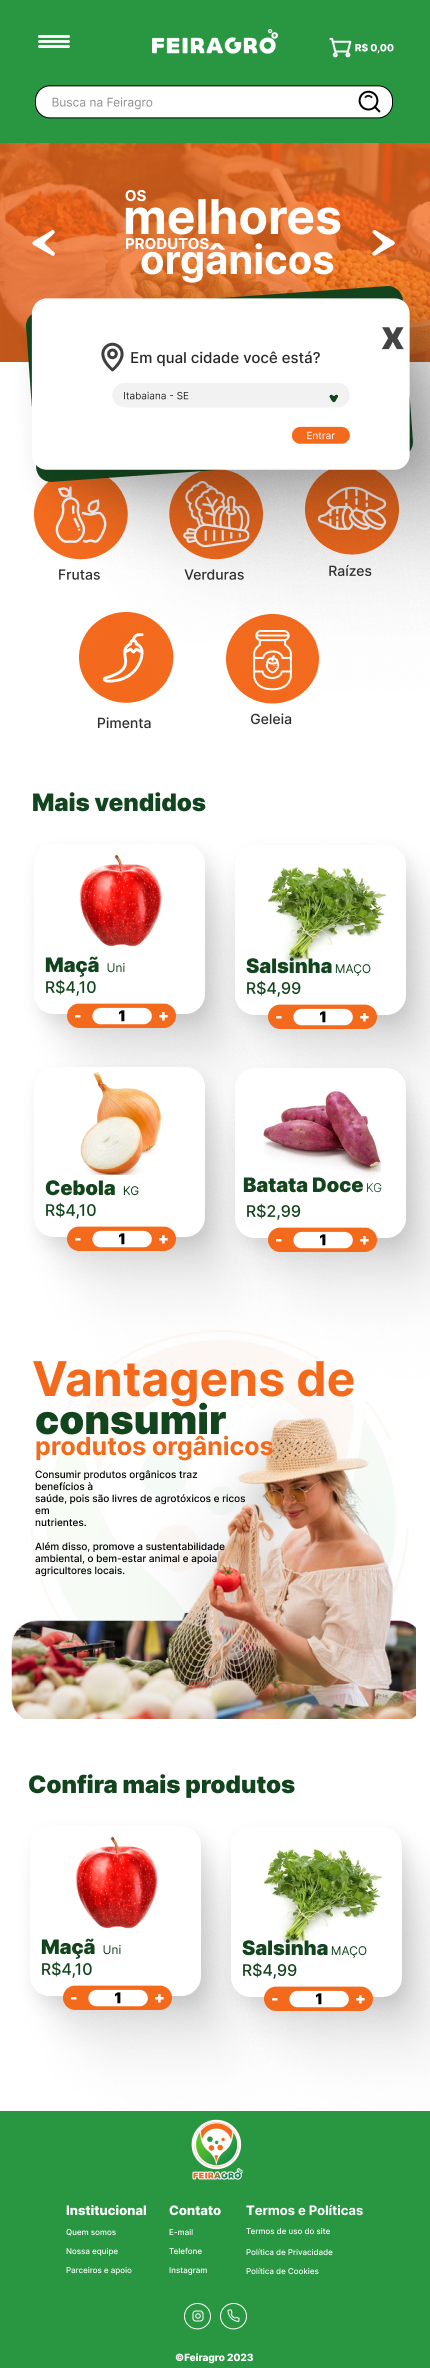 FEIRAGRO
R$ 0,00
Busca na Feiragro
OS
melhores
PRODUTOS
orgânicos
X
Em qual cidade você está?
Itabaiana - SE
Entrar
Frutas
Verduras
Raízes
Pimenta
Geleia
Mais vendidos
Maçã Uni
R$4,10
- 1 +
Salsinha MAÇO
R$4,99
- 1 +
Cebola KG
R$4,10
- 1 +
Batata Doce KG
R$2,99
- 1 +
Vantagens de
consumir
produtos orgânicos
Consumir produtos orgânicos traz
benefícios à
saúde, pois são livres de agrotóxicos e ricos
em
nutrientes.
Além disso, promove a sustentabilidade
ambiental, o bem-estar animal e apoia
agricultores locais.
Confira mais produtos
Maçã Uni
R$4,10
- 1 +
Salsinha MAÇO
R$4,99
- 1 +
FEIRAGRO
Institucional
Quem somos
Nossa equipe
Parceiros e apoio
Contato
E-mail
Telefone
Instagram
Termos e Políticas
Termos de uso do site
Política de Privacidade
Política de Cookies
©Feiragro 2023